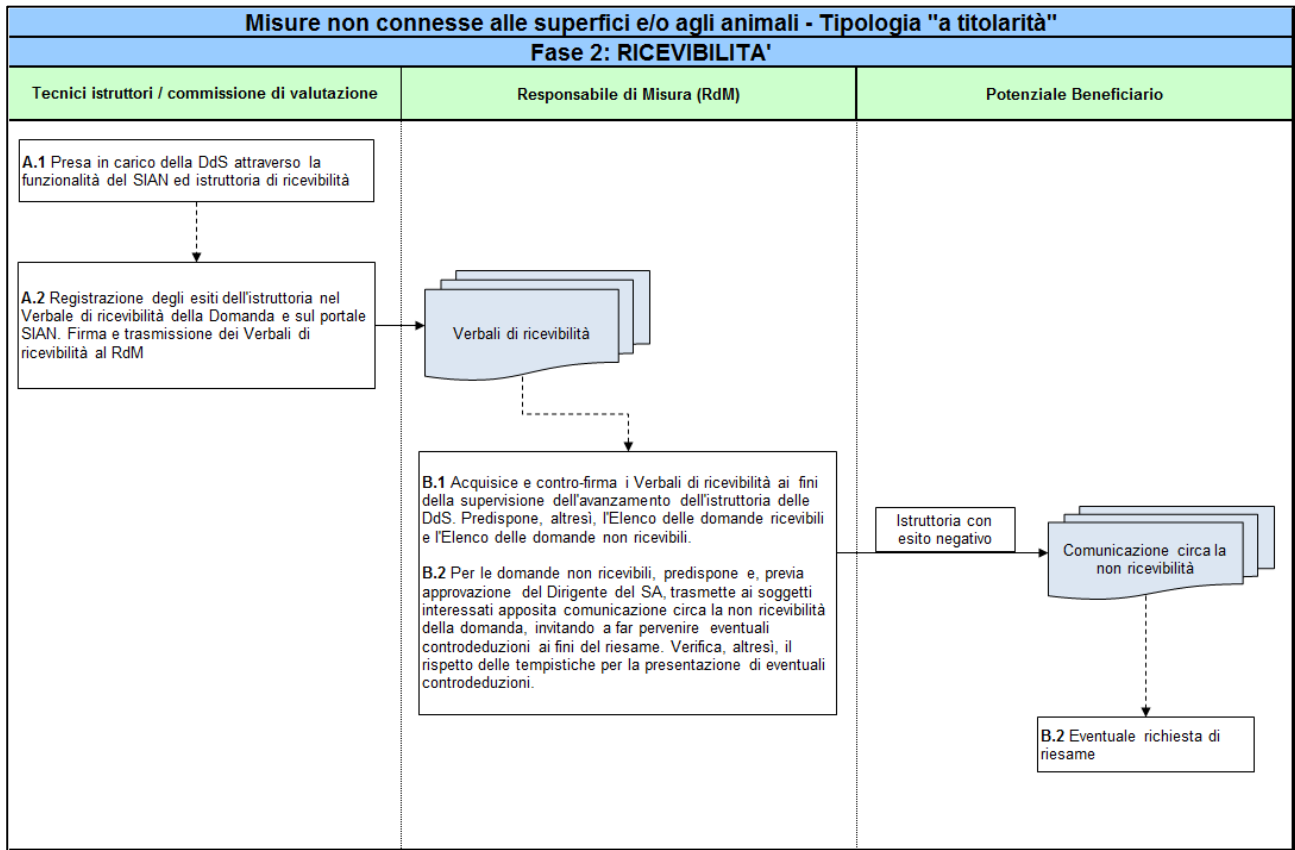 Misure non connesse alle superfici e/o agli animali - Tipologia "a titolarità"
Fase 2: RICEVIBILITA'
Tecnici istruttori / commissione di valutazione
Responsabile di Misura (RdM)
Potenziale Beneficiario
A.1 Presa in carico della DdS attraverso la
funzionalità del SIAN ed istruttoria di ricevibilità
A.2 Registrazione degli esiti dell'istruttoria nel
Verbale di ricevibilità della Domanda e sul portale
SIAN. Firma e trasmissione dei Verbali di
ricevibilità al RdM
Verbali di ricevibilità
B.1 Acquisice e contro-firma i Verbali di ricevibilità ai fini
della supervisione dell'avanzamento dell'istruttoria delle
DdS. Predispone, altresì, l'Elenco delle domande ricevibili
e l'Elenco delle domande non ricevibili.
B.2 Per le domande non ricevibili, predispone e, previa
approvazione del Dirigente del SA, trasmette ai soggetti
interessati apposita comunicazione circa la non ricevibilità
della domanda, invitando a far pervenire eventuali
controdeduzioni ai fini del riesame. Verifica, altresì, il
rispetto delle tempistiche per la presentazione di eventuali
controdeduzioni.
Istruttoria con
esito negativo
Comunicazione circa la
non ricevibilità
B.2 Eventuale richiesta di
riesame